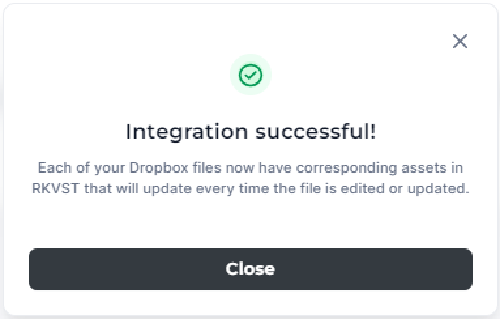 Integration successful!
Each of your Dropbox files now have corresponding assets in
RKVST that will update every time the file is edited or updated.
Close